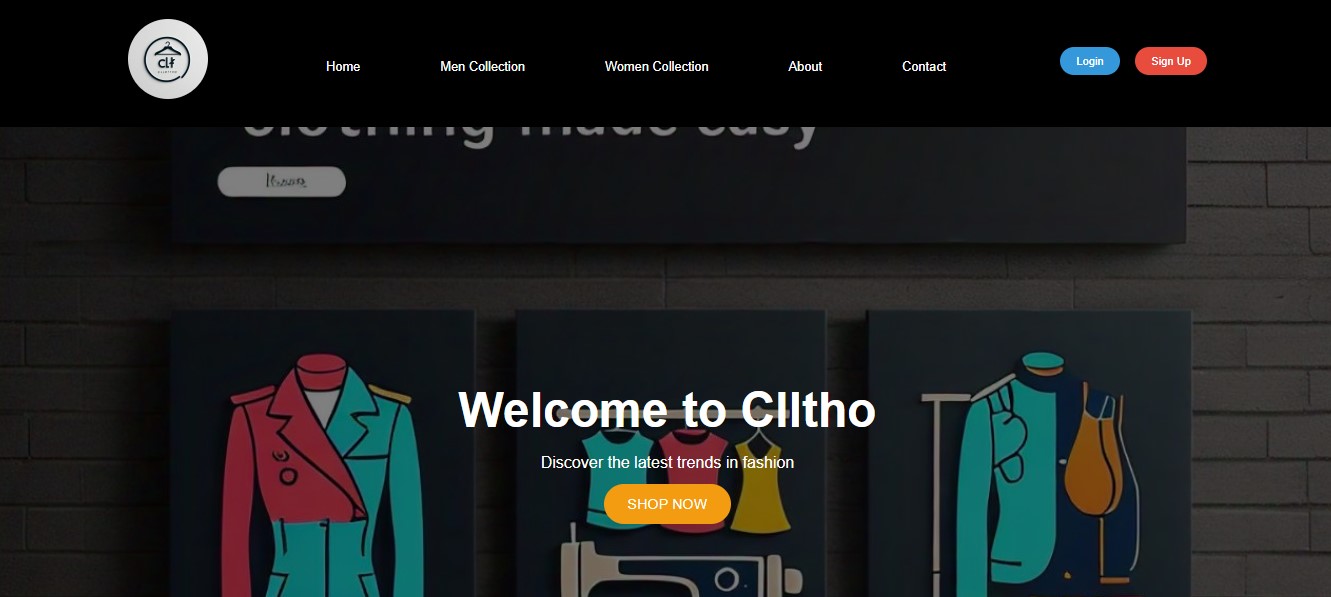 clt
Home
Men Collection
Women Collection
About
Contact
Login
Sign Up
clothing made easy
Welcome to Clltho
Discover the latest trends in fashion
SHOP NOW